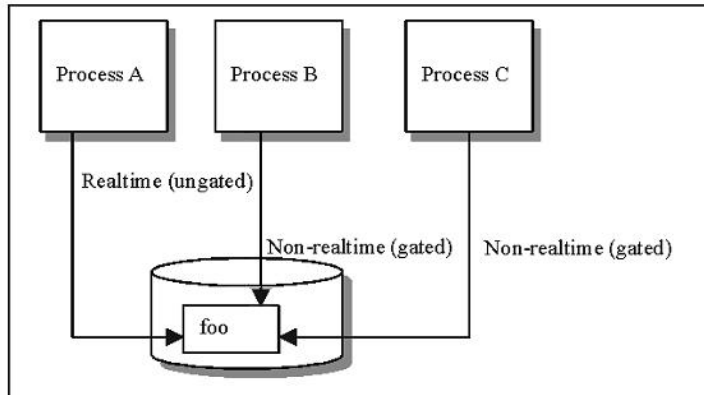 Process A
Process B
Process C
Realtime (ungated)
Non-realtime (gated)
Non-realtime (gated)
foo